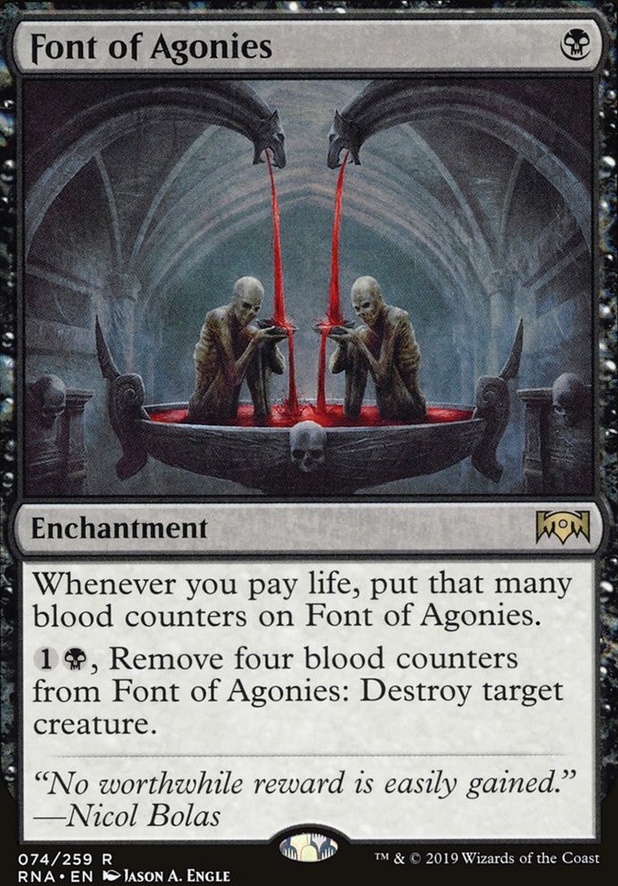 Font of Agonies
Enchantment
Whenever you pay life, put that many
blood counters on Font of Agonies.
1, Remove four blood counters
from Font of Agonies: Destroy target
creature.
“No worthwhile reward is easily gained.”
—Nicol Bolas
074/259 R
RNA • EN Jason A. Engle
™ & © 2019 Wizards of the Coast